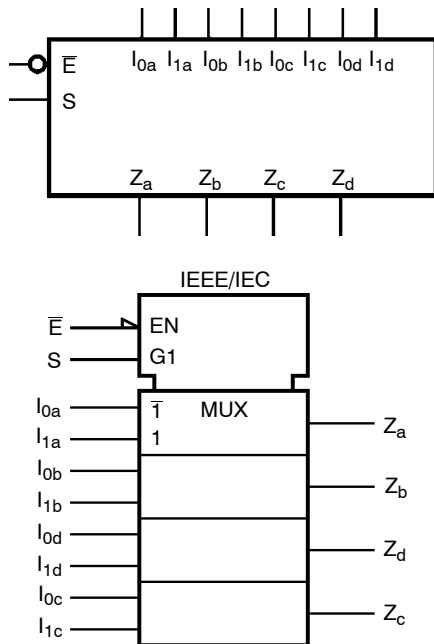 E̅ I0a I1a I0b I1b I0c I1c I0d I1d
S
Za Zb Zc Zd
IEEE/IEC
E̅ EN
S G1
I0a 1̅ MUX
Za
I1a 1
I0b
Zb
I1b
I0d
Zd
I1d
I0c
Zc
I1c